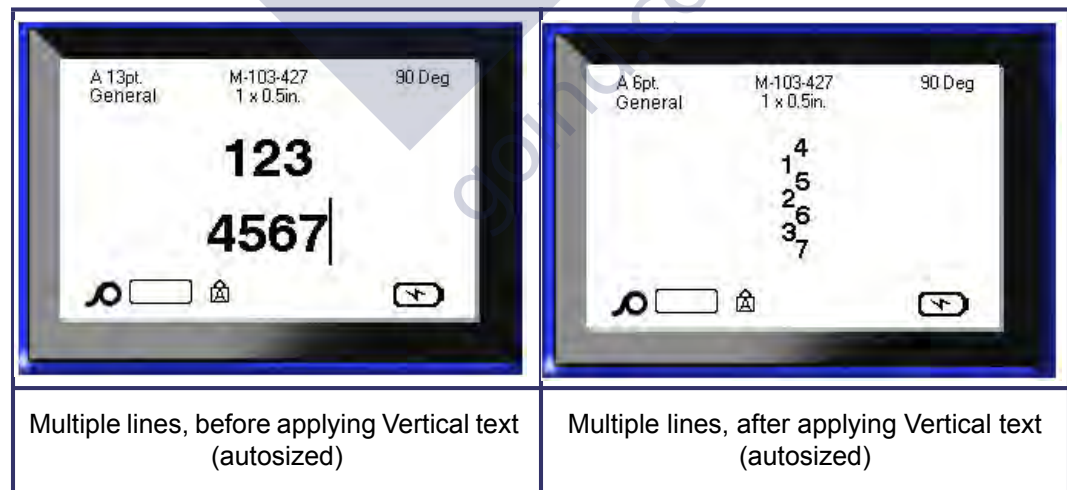 A 13pt.
General
M-103-427
1 x 0.5in.
90 Deg
123
4567
A
A 6pt.
General
M-103-427
1 x 0.5in.
90 Deg
4
1
5
2
6
3
7
A
Multiple lines, before applying Vertical text
(autosized)
Multiple lines, after applying Vertical text
(autosized)
going.co